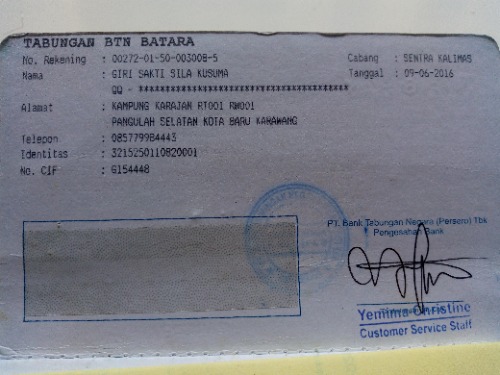 TABUNGAN BTN BATARA
No. Rekening : 00272-01-50-003008-5
Cabang : SENTRA KALIMAS
Nama : GIRI SAKTI SILA KUSUMA
Tanggal : 09-06-2016
QQ - ****************************************
Alamat : KAMPUNG KARAJAN RT001 RW001
PANGULAH SELATAN KOTA BARU KARAWANG
Telepon : 085779984443
Identitas : 3215250110820001
No. CIF : G154448
PT. Bank Tabungan Negara (Persero) Tbk
Pengesahan Bank
Yemima Christine
Customer Service Staff